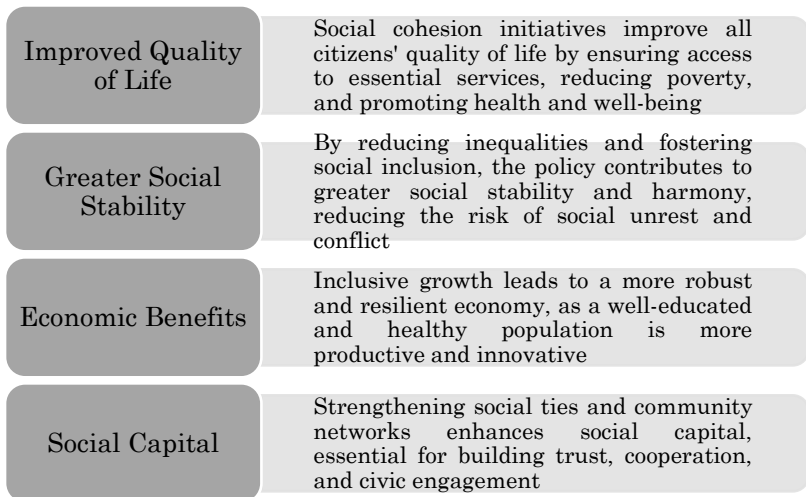 Improved Quality
of Life
Social cohesion initiatives improve all
citizens' quality of life by ensuring access
to essential services, reducing poverty,
and promoting health and well-being
Greater Social
Stability
By reducing inequalities and fostering
social inclusion, the policy contributes to
greater social stability and harmony,
reducing the risk of social unrest and
conflict
Economic Benefits
Inclusive growth leads to a more robust
and resilient economy, as a well-educated
and healthy population is more
productive and innovative
Social Capital
Strengthening social ties and community
networks enhances social capital,
essential for building trust, cooperation,
and civic engagement